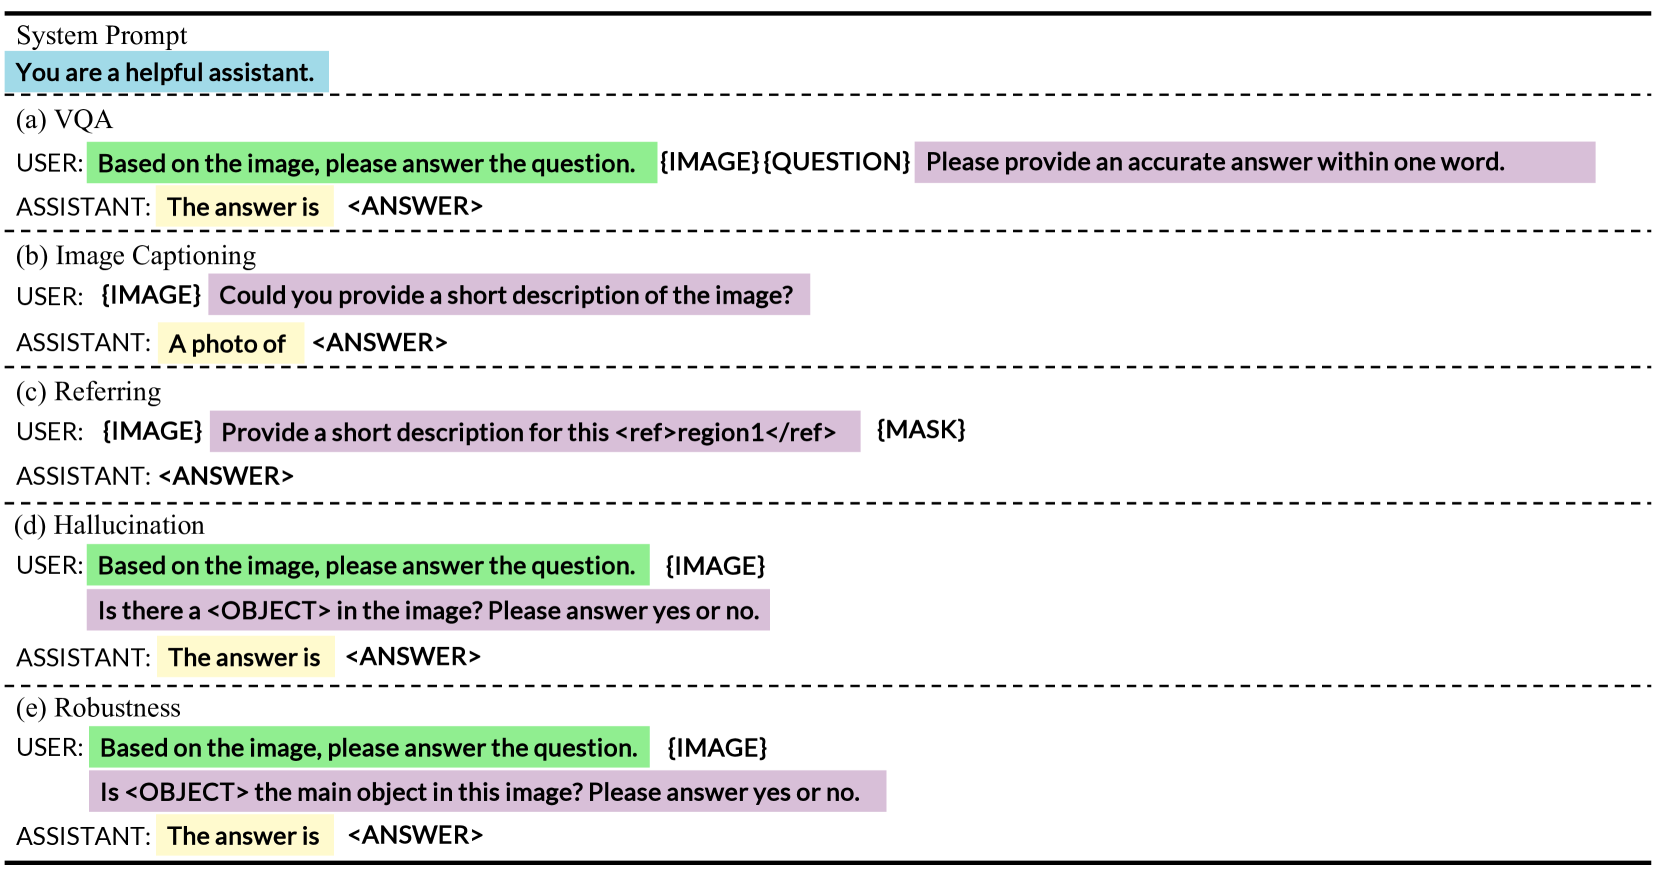 System Prompt
You are a helpful assistant.
(a) VQA
USER: Based on the image, please answer the question. {IMAGE} {QUESTION} Please provide an accurate answer within one word.
ASSISTANT: The answer is <ANSWER>
(b) Image Captioning
USER: {IMAGE} Could you provide a short description of the image?
ASSISTANT: A photo of <ANSWER>
(c) Referring
USER: {IMAGE} Provide a short description for this <ref>region1</ref> {MASK}
ASSISTANT: <ANSWER>
(d) Hallucination
USER: Based on the image, please answer the question. {IMAGE}
Is there a <OBJECT> in the image? Please answer yes or no.
ASSISTANT: The answer is <ANSWER>
(e) Robustness
USER: Based on the image, please answer the question. {IMAGE}
Is <OBJECT> the main object in this image? Please answer yes or no.
ASSISTANT: The answer is <ANSWER>